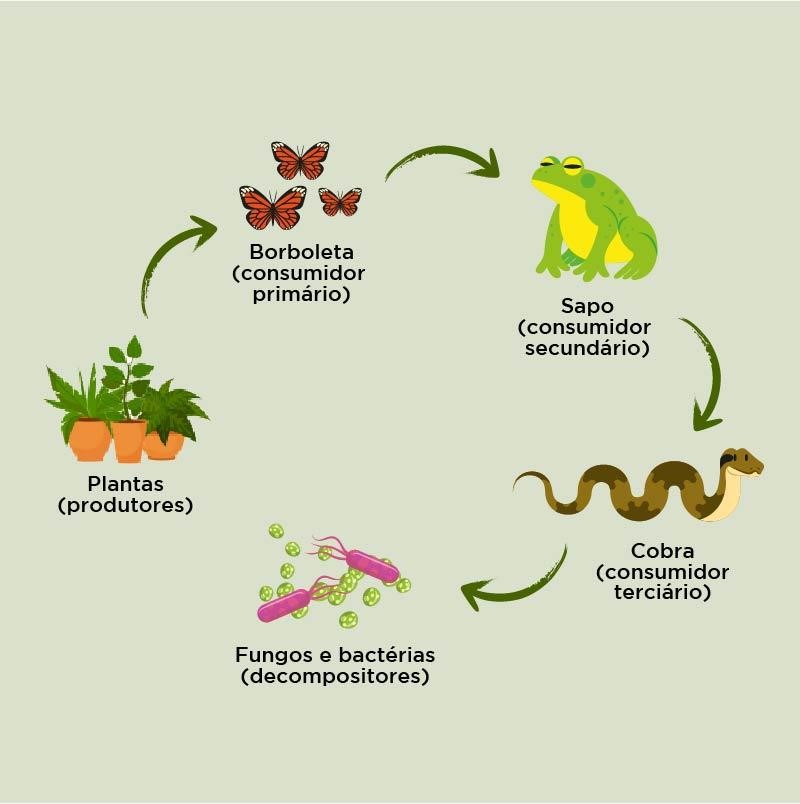 Borboleta
(consumidor
primário)
Sapo
(consumidor
secundário)
Plantas
(produtores)
Cobra
(consumidor
terciário)
Fungos e bactérias
(decompositores)